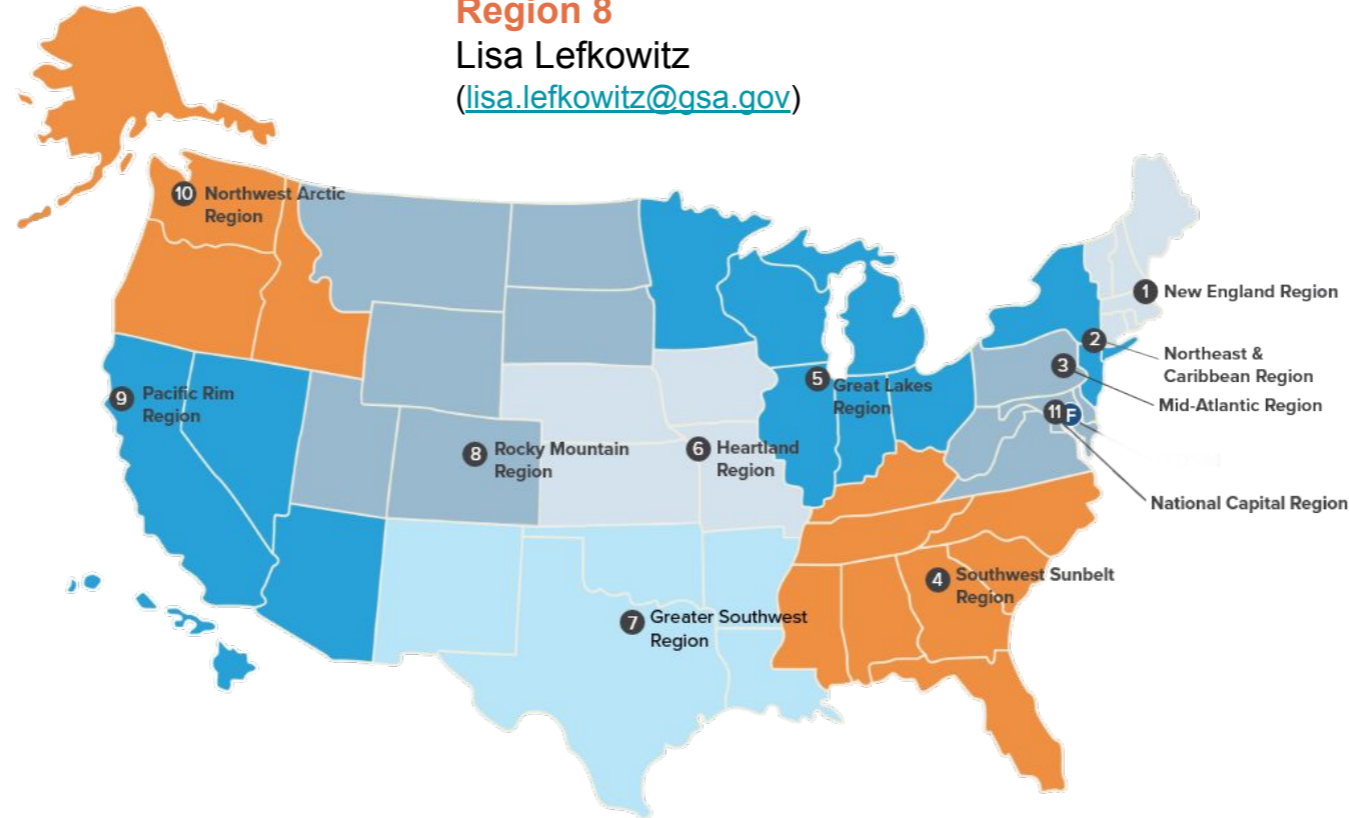 Region 8
Lisa Lefkowitz
(lisa.lefkowitz@gsa.gov)
10 Northwest Arctic
Region
1 New England Region
2
Northeast &
Caribbean Region
3
Mid-Atlantic Region
5 Great Lakes
Region
9 Pacific Rim
Region
11 F
8 Rocky Mountain
Region
6 Heartland
Region
National Capital Region
4 Southwest Sunbelt
Region
7 Greater Southwest
Region